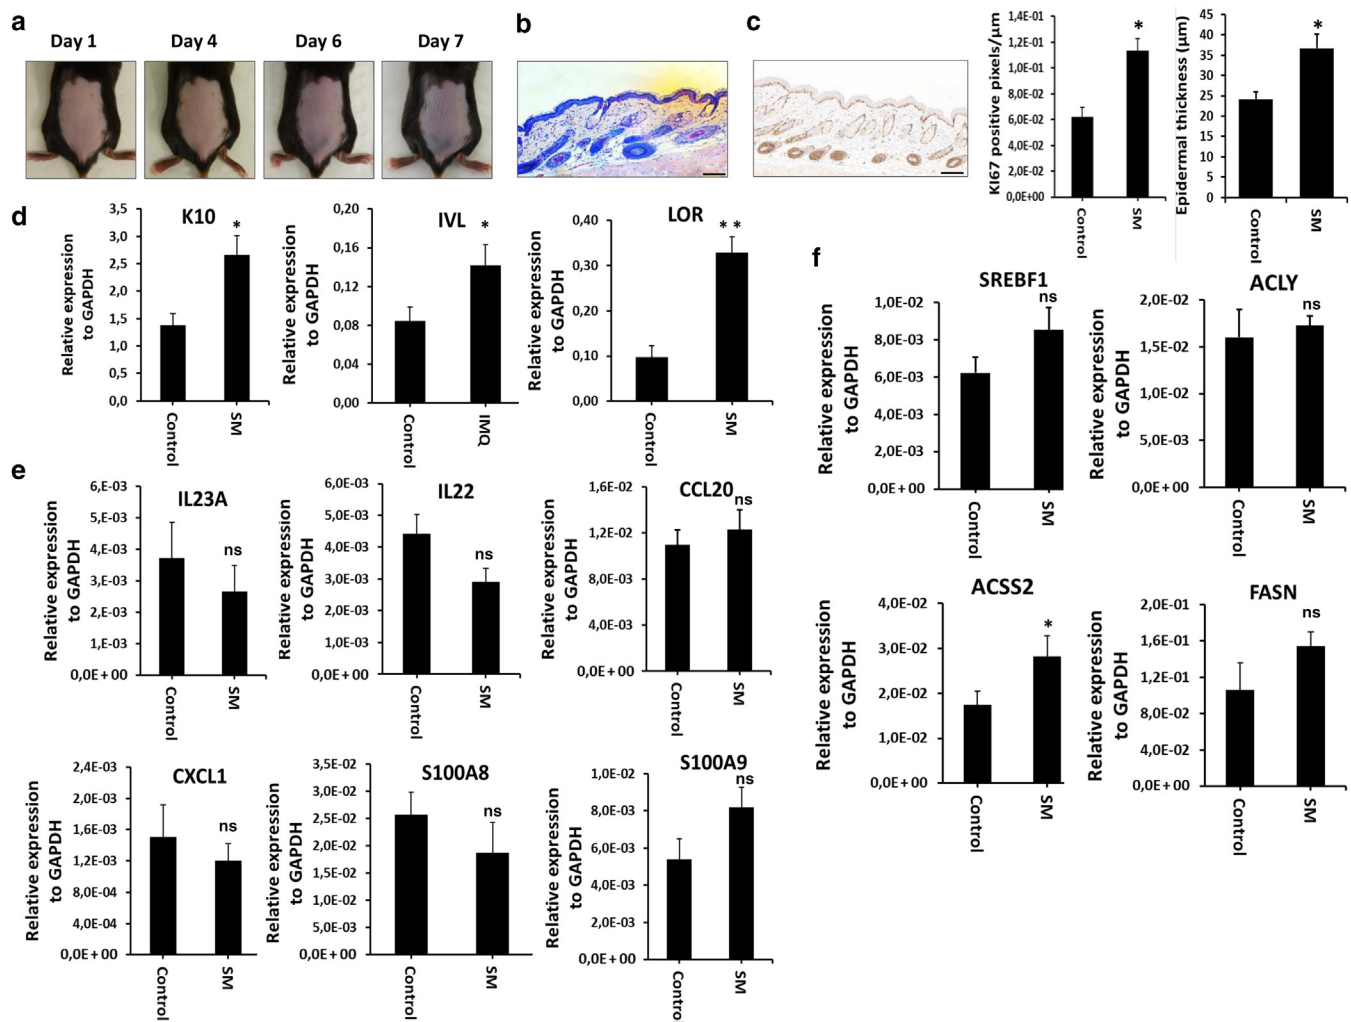 a
Day 1 Day 4 Day 6 Day 7
b
c
KI67 positive pixels/µm
1,4E-01
1,2E-01
1,0E-01
8,0E-02
6,0E-02
4,0E-02
2,0E-02
0,0E+00
*
Control SM
Epidermal thickness (µm)
45
40
35
30
25
20
15
10
5
0
*
Control SM
d
K10
Relative expression
to GAPDH
3,5
3,0
2,5
2,0
1,5
1,0
0,5
0,0
*
Control SM
IVL
Relative expression
to GAPDH
0,20
0,16
0,12
0,08
0,04
0,00
*
Control IMQ
LOR
Relative expression
to GAPDH
0,40
0,30
0,20
0,10
0,00
**
Control SM
e
IL23A
Relative expression
to GAPDH
6,E-03
5,E-03
4,E-03
3,E-03
2,E-03
1,E-03
0,0E+00
ns
Control SM
IL22
Relative expression
to GAPDH
6,0E-03
5,0E-03
4,0E-03
3,0E-03
2,0E-03
1,0E-03
0,0E+00
ns
Control SM
CCL20
Relative expression
to GAPDH
1,6E-02
1,2E-02
8,0E-03
4,0E-03
0,0E+00
ns
Control SM
CXCL1
Relative expression
to GAPDH
2,4E-03
2,0E-03
1,6E-03
1,2E-03
8,0E-04
4,0E-04
0,0E+00
ns
Control SM
S100A8
Relative expression
to GAPDH
3,5E-02
3,0E-02
2,5E-02
2,0E-02
1,5E-02
1,0E-02
5,0E-03
0,0E+00
ns
Control SM
S100A9
Relative expression
to GAPDH
1,0E-02
8,0E-03
6,0E-03
4,0E-03
2,0E-03
0,0E+00
ns
Control SM
f
SREBF1
Relative expression
to GAPDH
1,0E-02
8,0E-03
6,0E-03
4,0E-03
2,0E-03
0,0E+00
ns
Control SM
ACLY
Relative expression
to GAPDH
2,0E-02
1,5E-02
1,0E-02
5,0E-03
0,0E+00
ns
Control SM
ACSS2
Relative expression
to GAPDH
4,0E-02
3,0E-02
2,0E-02
1,0E-02
0,0E+00
*
Control SM
FASN
Relative expression
to GAPDH
2,0E-01
1,6E-01
1,2E-01
8,0E-02
4,0E-02
0,0E+00
ns
Control SM